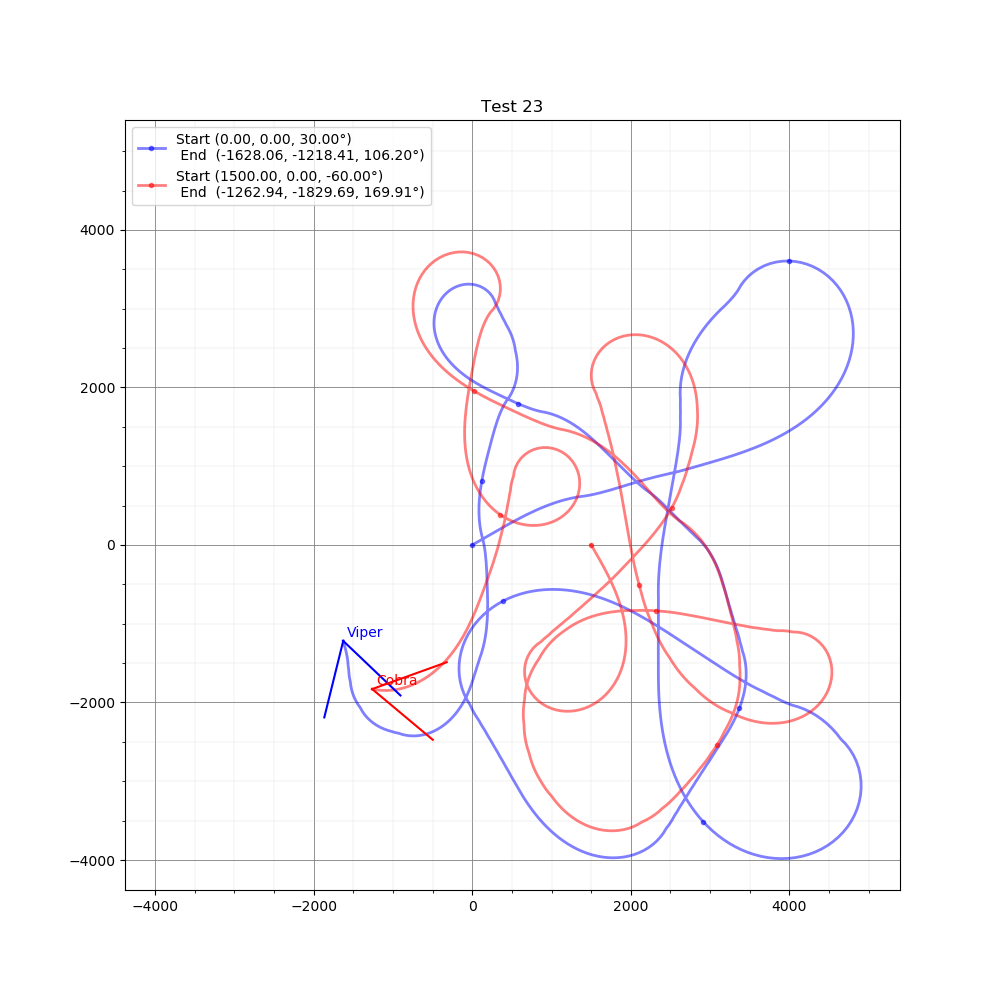 Test 23
Start (0.00, 0.00, 30.00°)
End  (-1628.06, -1218.41, 106.20°)
Start (1500.00, 0.00, -60.00°)
End  (-1262.94, -1829.69, 169.91°)
4000
2000
0
−2000
−4000
Viper
Cobra
−4000 −2000 0 2000 4000